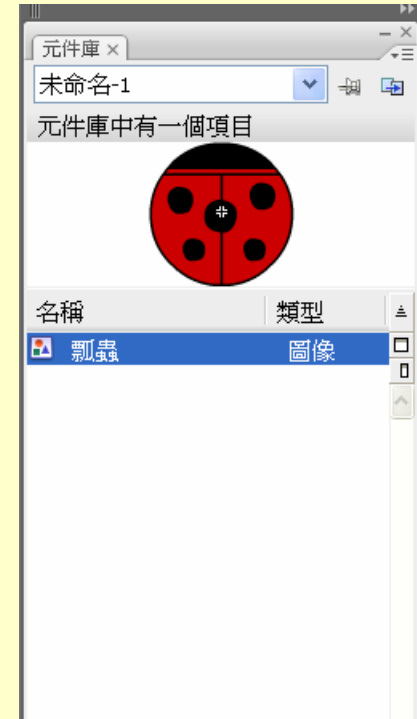 元件庫
未命名-1
元件庫中有一個項目
名稱 類型
瓢蟲 圖像